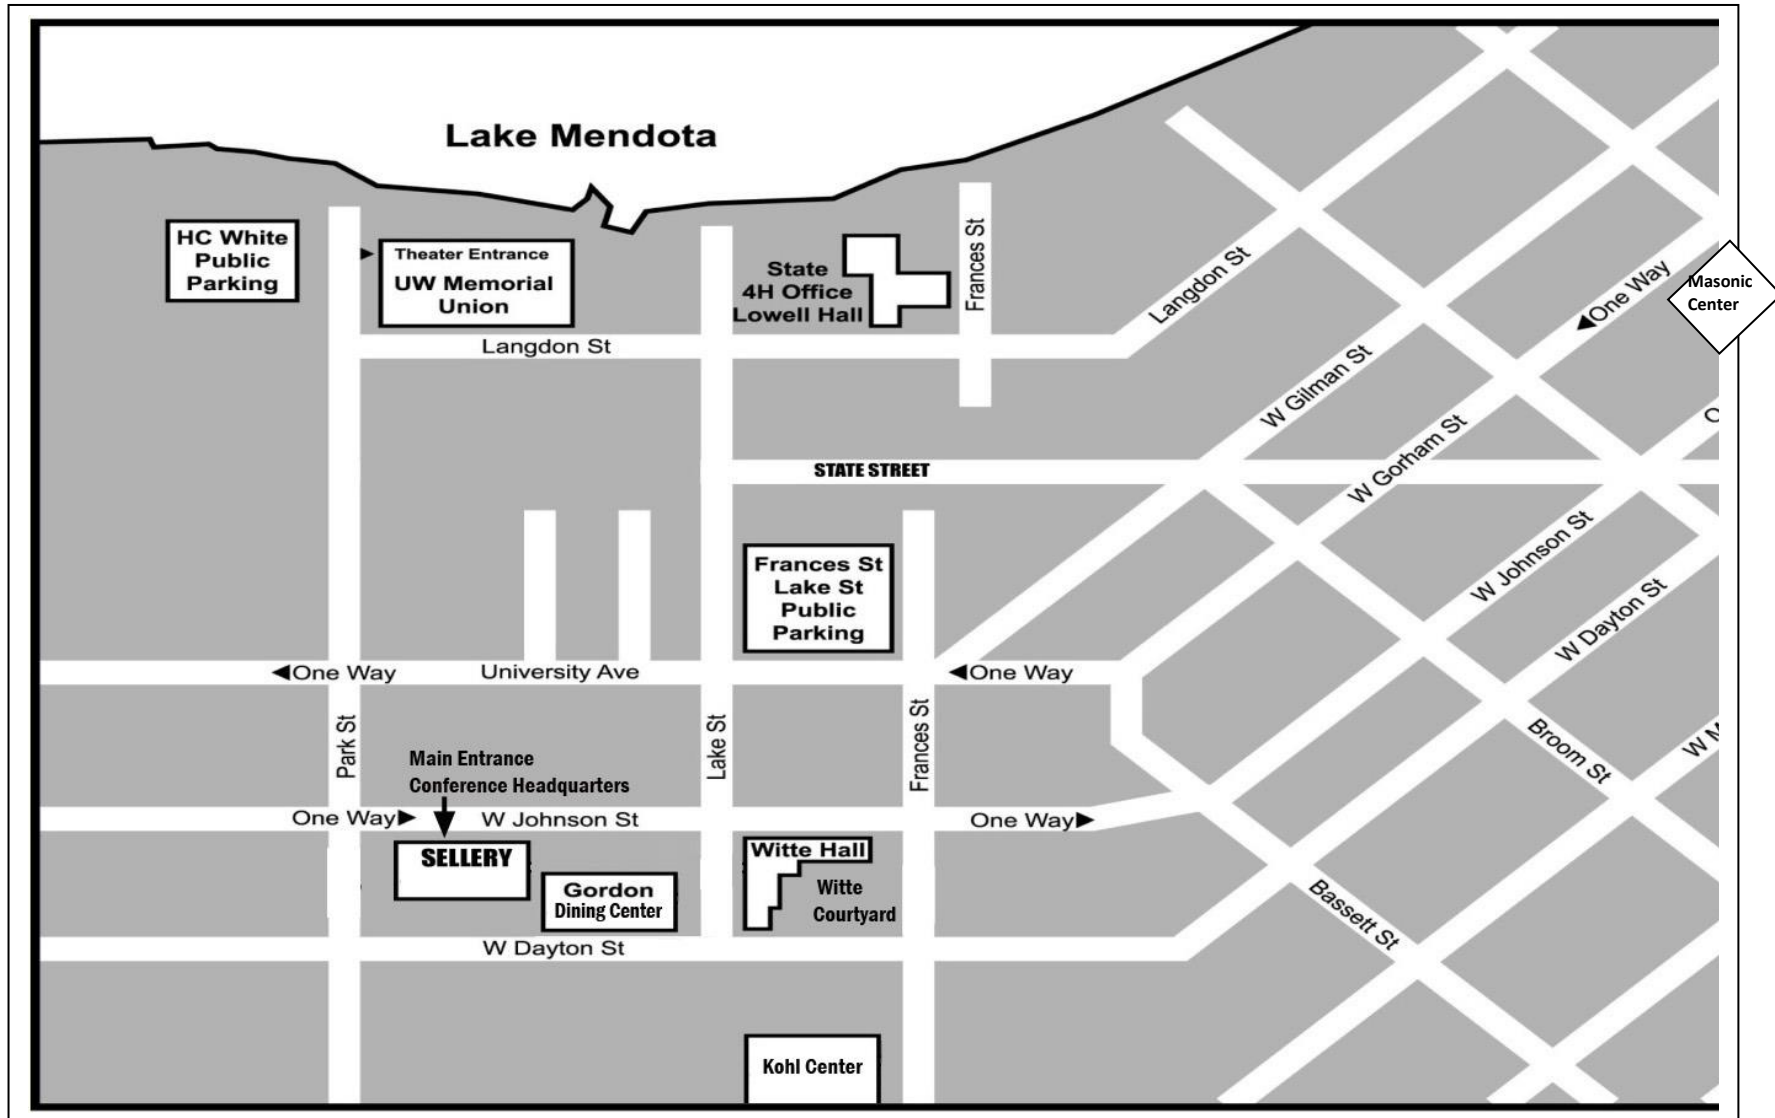 Lake Mendota
HC White
Public
Parking
Theater Entrance
UW Memorial
Union
State
4H Office
Lowell Hall
Frances St
Langdon St
Langdon St
One Way
Masonic
Center
W Gilman St
W Gorham St
STATE STREET
W Johnson St
W Dayton St
Frances St
Lake St
Public
Parking
One Way
University Ave
One Way
Park St
Lake St
Frances St
Broom St
Main Entrance
Conference Headquarters
One Way
W Johnson St
One Way
SELLERY
Gordon
Dining Center
Witte Hall
Witte
Courtyard
Bassett St
W Dayton St
Kohl Center